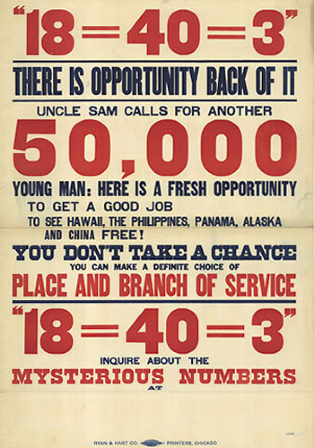 "18=40=3"
THERE IS OPPORTUNITY BACK OF IT
UNCLE SAM CALLS FOR ANOTHER
50,000
YOUNG MAN: HERE IS A FRESH OPPORTUNITY
TO GET A GOOD JOB
TO SEE HAWAII, THE PHILIPPINES, PANAMA, ALASKA
AND CHINA FREE!
YOU DON'T TAKE A CHANCE
YOU CAN MAKE A DEFINITE CHOICE OF
PLACE AND BRANCH OF SERVICE
"18=40=3"
INQUIRE ABOUT THE
MYSTERIOUS NUMBERS
AT
RYAN & HART CO. PRINTERS, CHICAGO